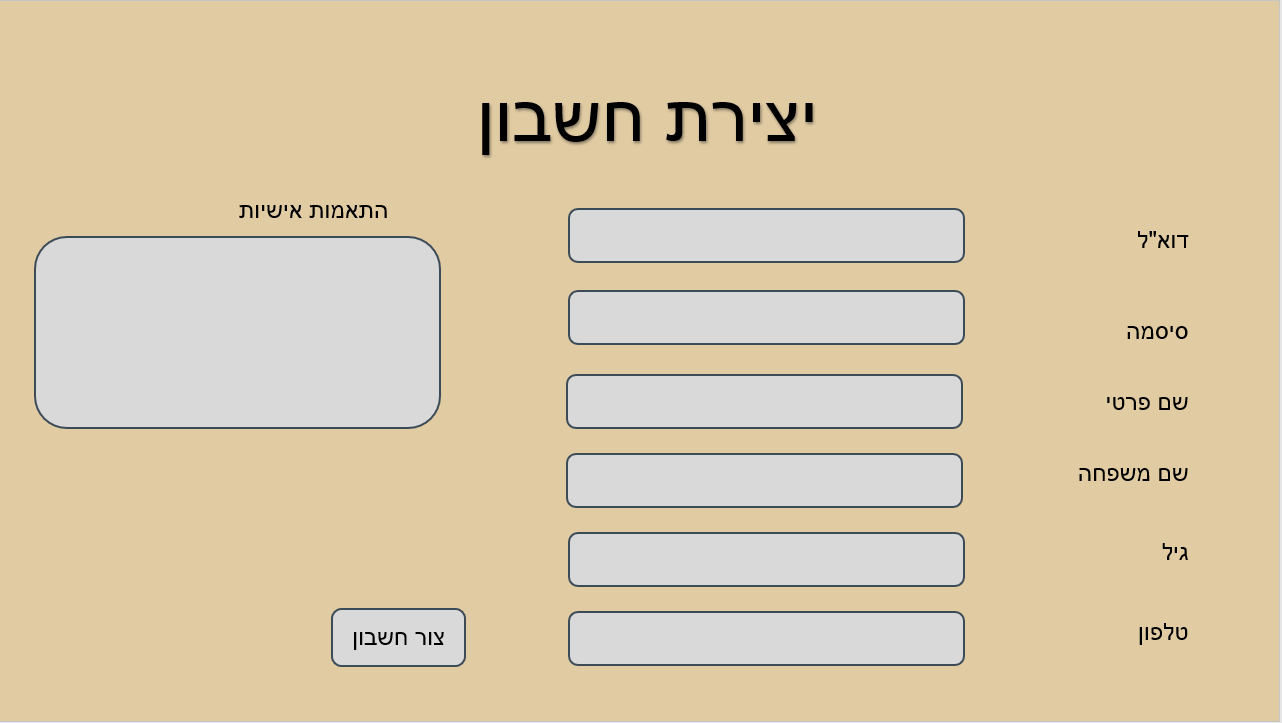 יצירת חשבון
דוא"ל
סיסמה
שם פרטי
שם משפחה
גיל
טלפון
התאמות אישיות
צור חשבון